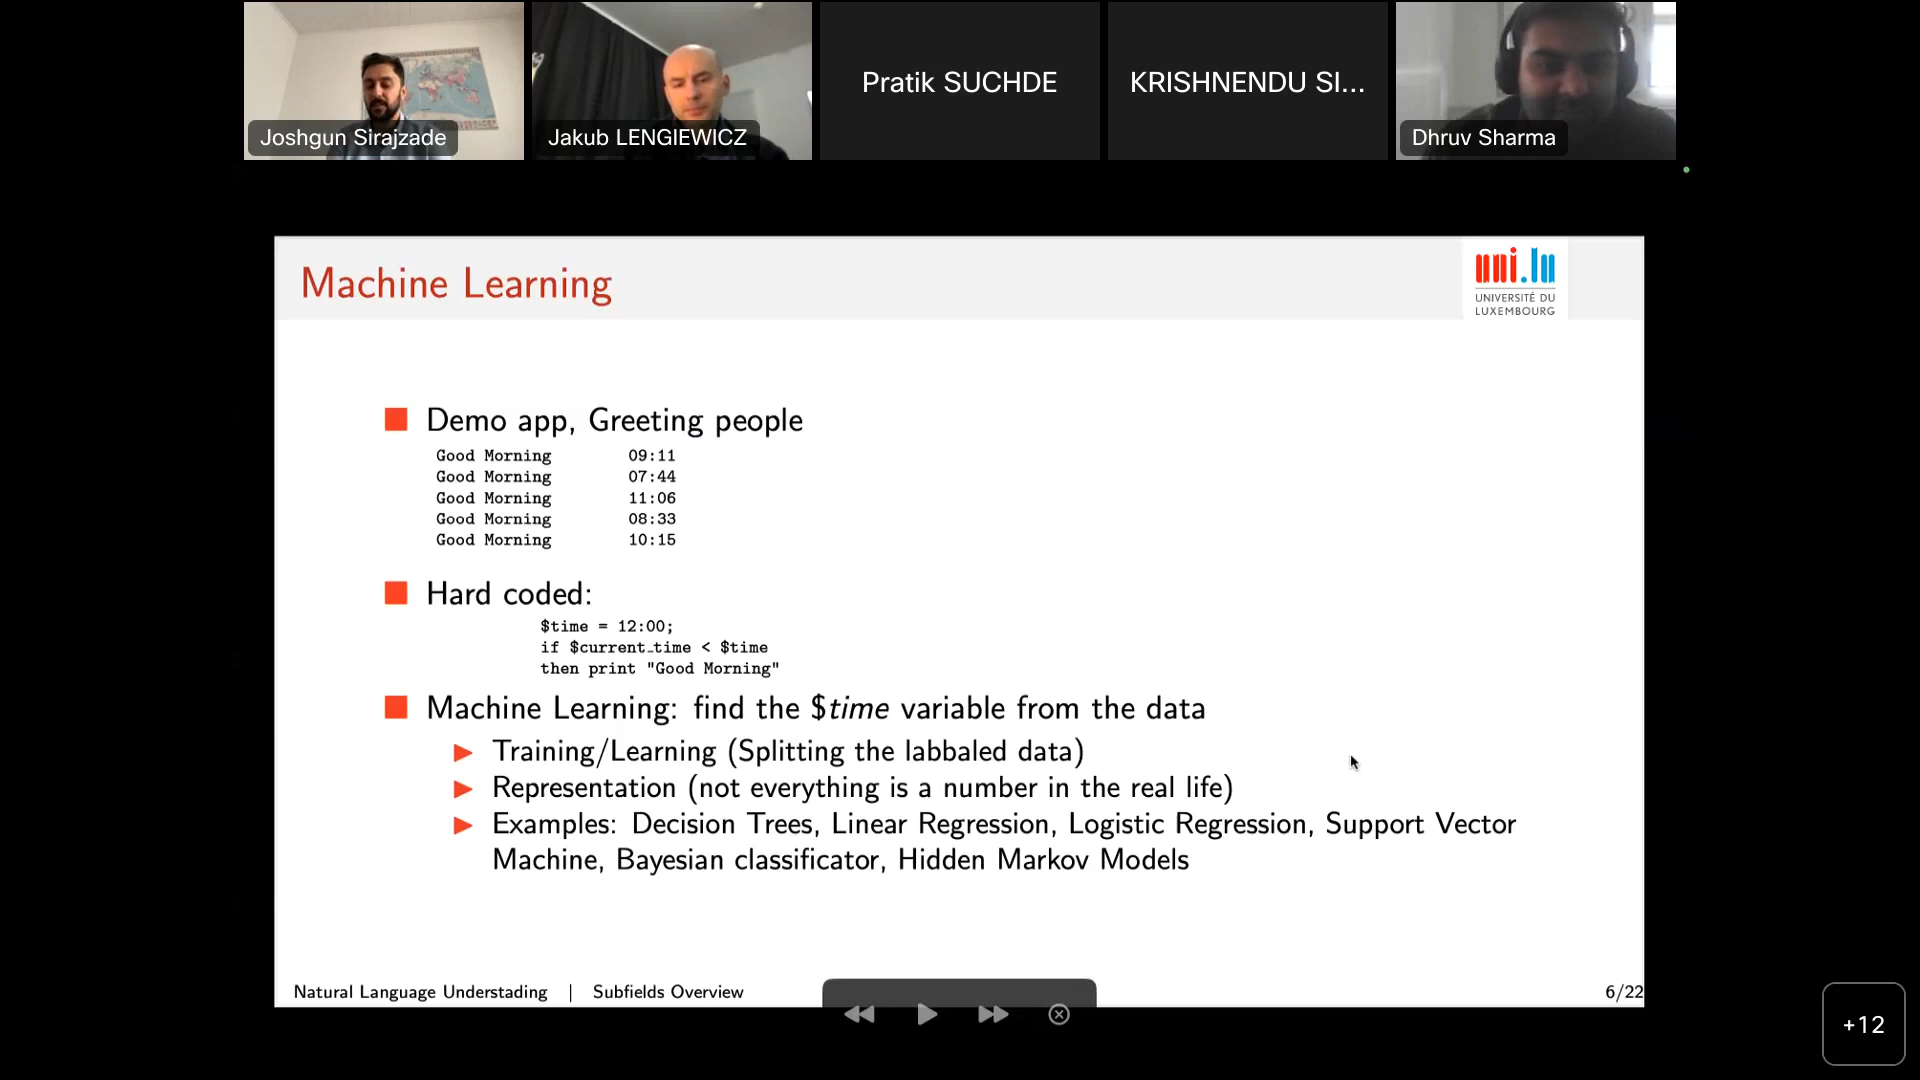 Joshgun Sirajzade
Jakub LENGIEWICZ
Pratik SUCHDE
KRISHNENDU SI...
Dhruv Sharma
Machine Learning
uni.lu
UNIVERSITÉ DU
LUXEMBOURG
Demo app, Greeting people
Good Morning 09:11
Good Morning 07:44
Good Morning 11:06
Good Morning 08:33
Good Morning 10:15
Hard coded:
$time = 12:00;
if $current_time < $time
then print "Good Morning"
Machine Learning: find the $time variable from the data
Training/Learning (Splitting the labbaled data)
Representation (not everything is a number in the real life)
Examples: Decision Trees, Linear Regression, Logistic Regression, Support Vector
Machine, Bayesian classificator, Hidden Markov Models
Natural Language Understading | Subfields Overview
6/22
+12